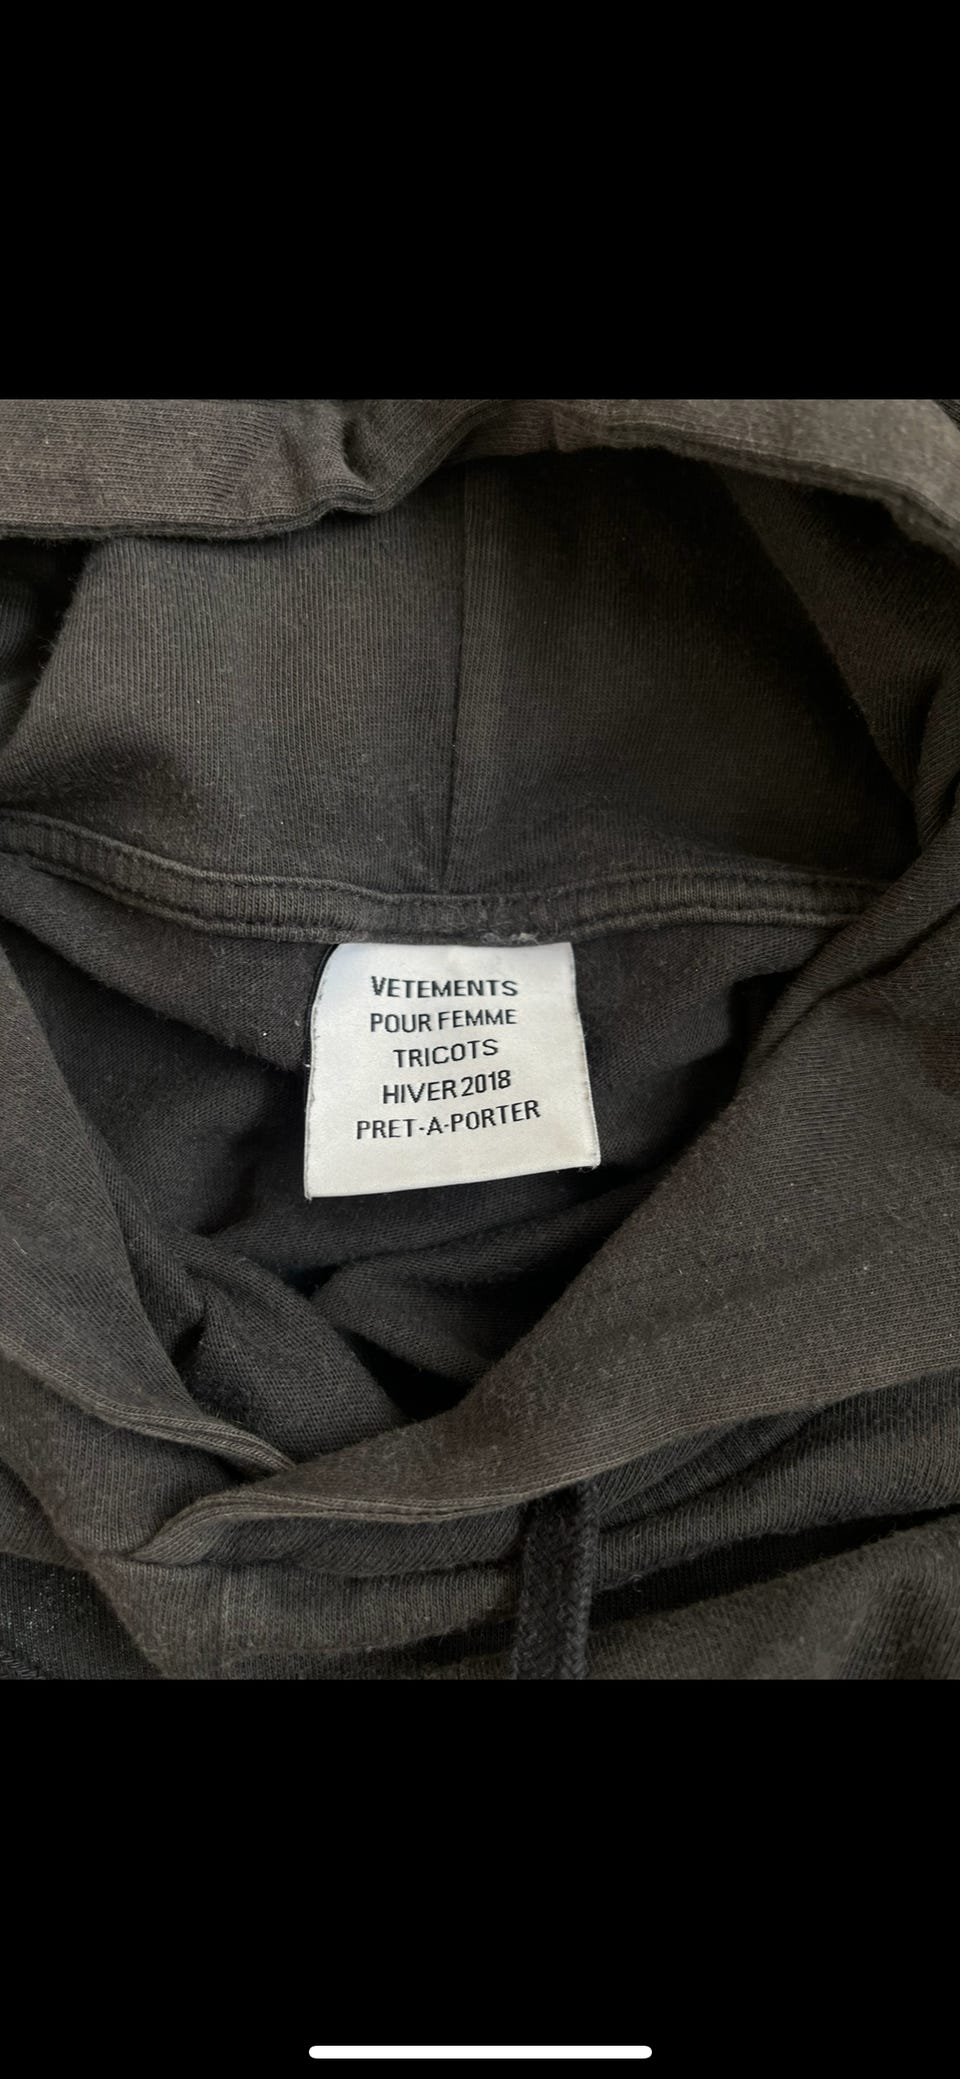 VETEMENTS
POUR FEMME
TRICOTS
HIVER 2018
PRET-A-PORTER